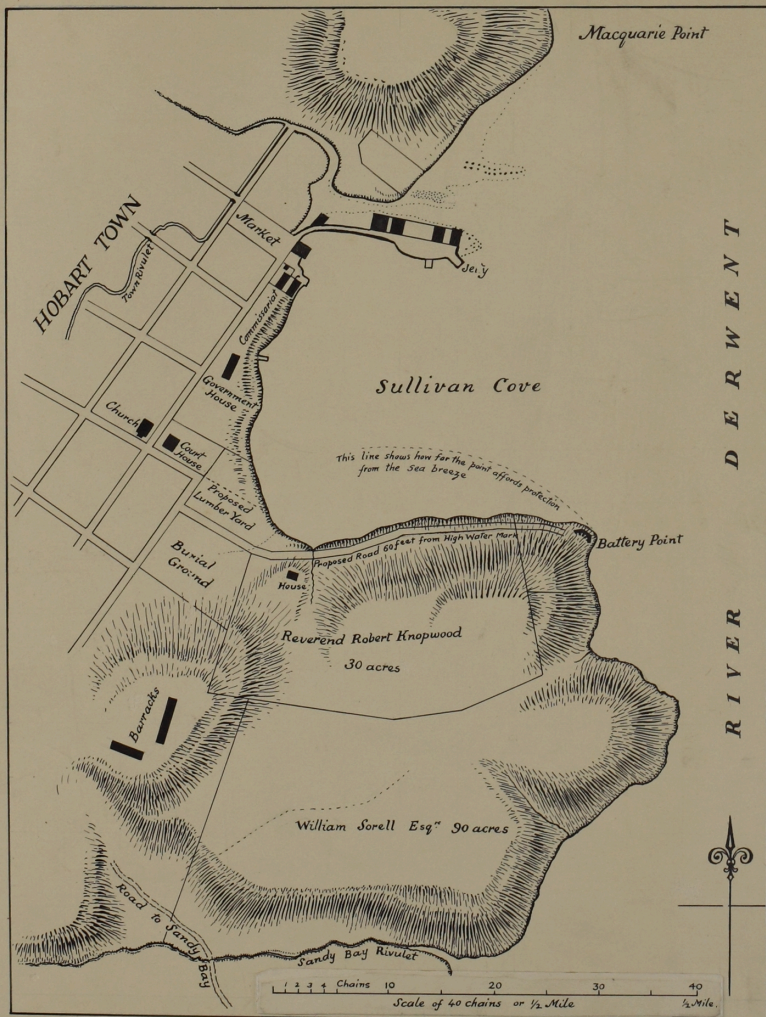 Macquarie Point
HOBART TOWN
Town Rivulet
Market
Jetty
Commissariat
Government
House
Sullivan Cove
Church
Court
House
This line shows how far the point affords protection
from the Sea breeze
Proposed
Lumber Yard
RIVER DERWENT
Burial
Ground
Proposed Road 60 feet from High Water Mark
Battery Point
House
Reverend Robert Knopwood
30 acres
Barracks
William Sorell Esqre 90 acres
Road to Sandy
Bay
Sandy Bay Rivulet
1 2 3 4 Chains 10 20 30 40
Scale of 40 chains or 1/2 Mile 1/2 Mile.